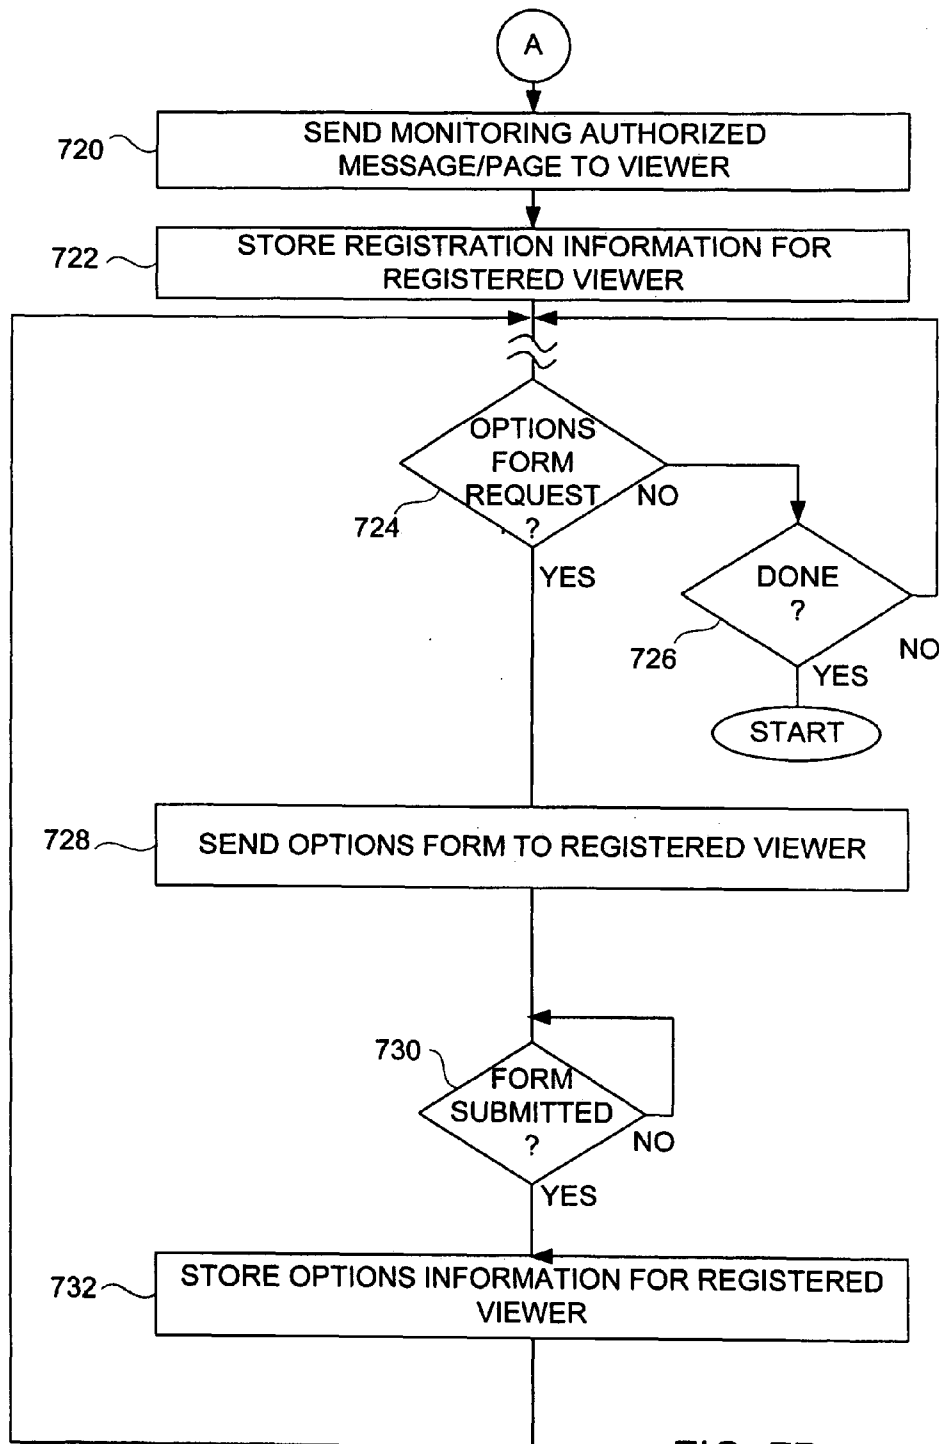 A
720
SEND MONITORING AUTHORIZED
MESSAGE/PAGE TO VIEWER
722
STORE REGISTRATION INFORMATION FOR
REGISTERED VIEWER
OPTIONS
FORM
REQUEST
?
724
NO
YES
DONE
?
726
NO
YES
START
728
SEND OPTIONS FORM TO REGISTERED VIEWER
730
FORM
SUBMITTED
?
NO
YES
732
STORE OPTIONS INFORMATION FOR REGISTERED
VIEWER